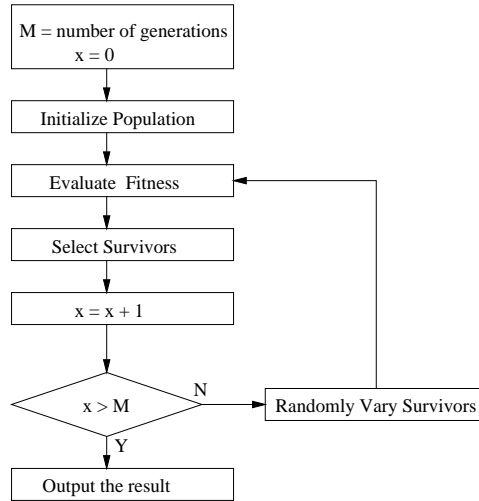 M = number of generations
x = 0
Initialize Population
Evaluate Fitness
Select Survivors
x = x + 1
x > M
N
Randomly Vary Survivors
Y
Output the result